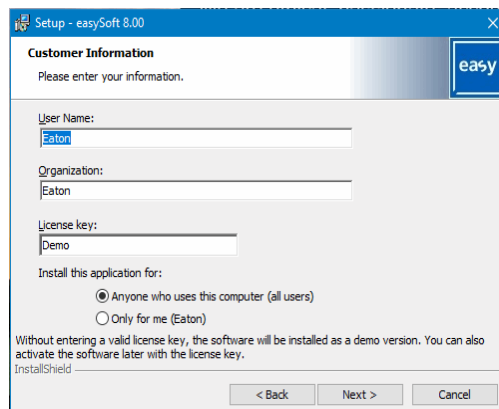 Setup - easySoft 8.00
Customer Information
Please enter your information.
easy
User Name:
Eaton
Organization:
Eaton
License key:
Demo
Install this application for:
Anyone who uses this computer (all users)
Only for me (Eaton)
Without entering a valid license key, the software will be installed as a demo version. You can also
activate the software later with the license key.
InstallShield
< Back Next > Cancel